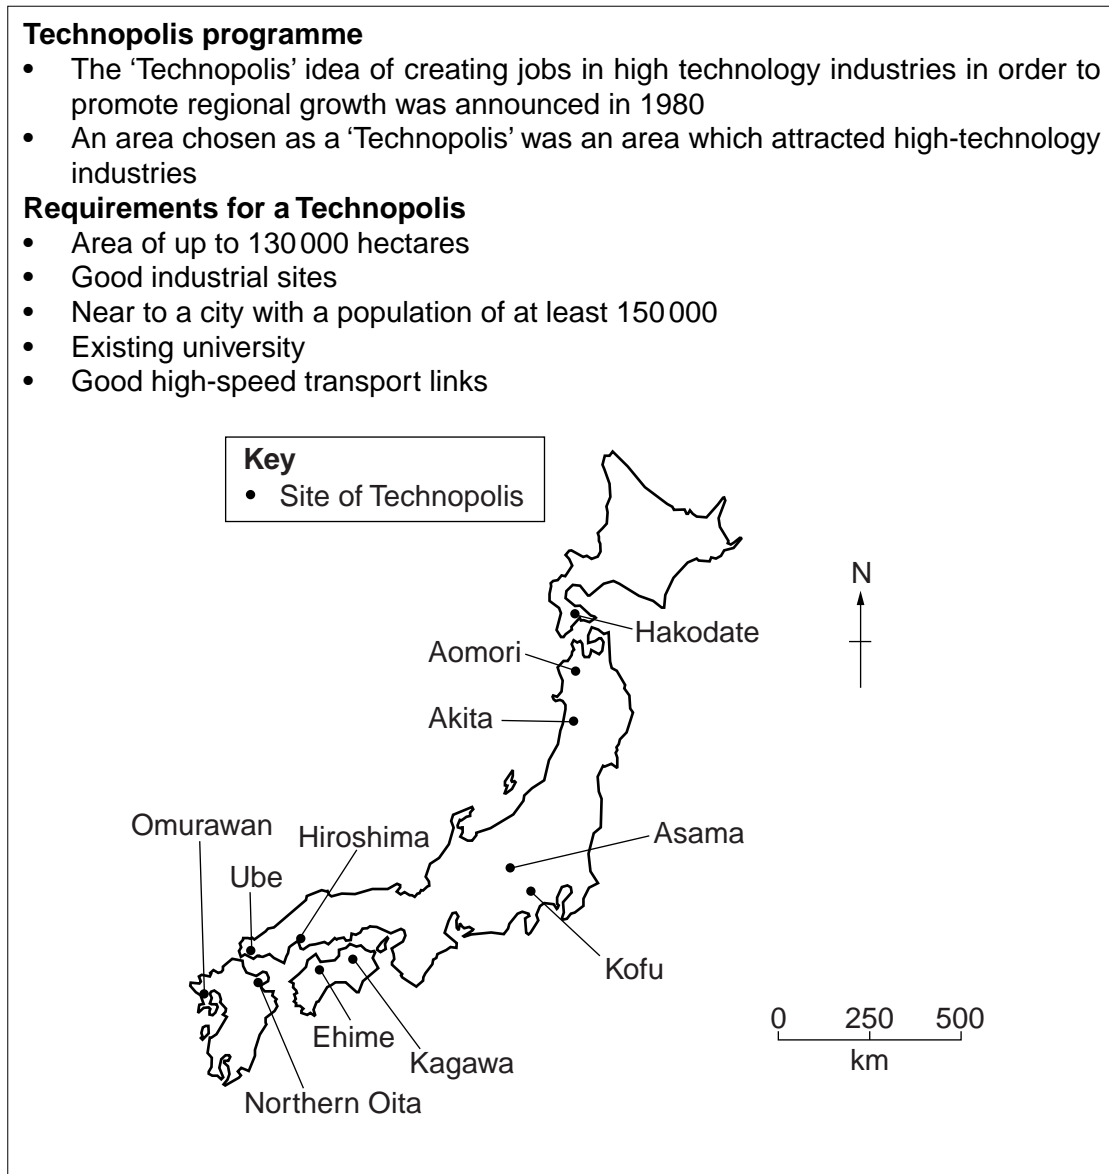 Technopolis programme
• The ‘Technopolis’ idea of creating jobs in high technology industries in order to
promote regional growth was announced in 1980
• An area chosen as a ‘Technopolis’ was an area which attracted high-technology
industries
Requirements for a Technopolis
• Area of up to 130 000 hectares
• Good industrial sites
• Near to a city with a population of at least 150 000
• Existing university
• Good high-speed transport links
Key
• Site of Technopolis
N
Hakodate
Aomori
Akita
Omurawan
Hiroshima
Asama
Ube
Kofu
0 250 500
km
Ehime
Kagawa
Northern Oita